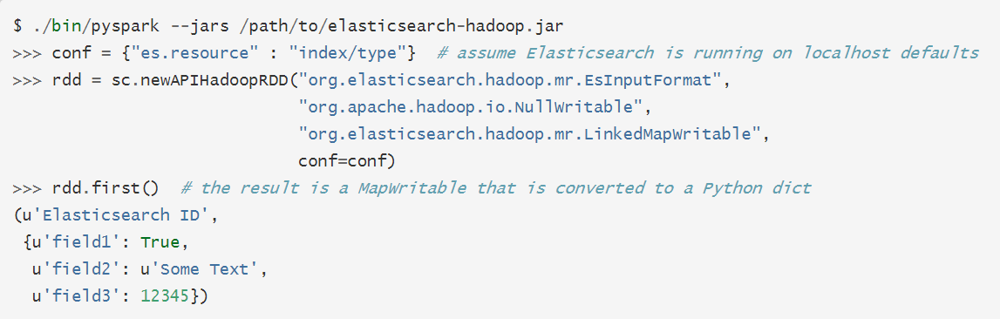 $ ./bin/pyspark --jars /path/to/elasticsearch-hadoop.jar
>>> conf = {"es.resource" : "index/type"}  # assume Elasticsearch is running on localhost defaults
>>> rdd = sc.newAPIHadoopRDD("org.elasticsearch.hadoop.mr.EsInputFormat",
                             "org.apache.hadoop.io.NullWritable",
                             "org.elasticsearch.hadoop.mr.LinkedMapWritable",
                             conf=conf)
>>> rdd.first()  # the result is a MapWritable that is converted to a Python dict
(u'Elasticsearch ID',
 {u'field1': True,
  u'field2': u'Some Text',
  u'field3': 12345})